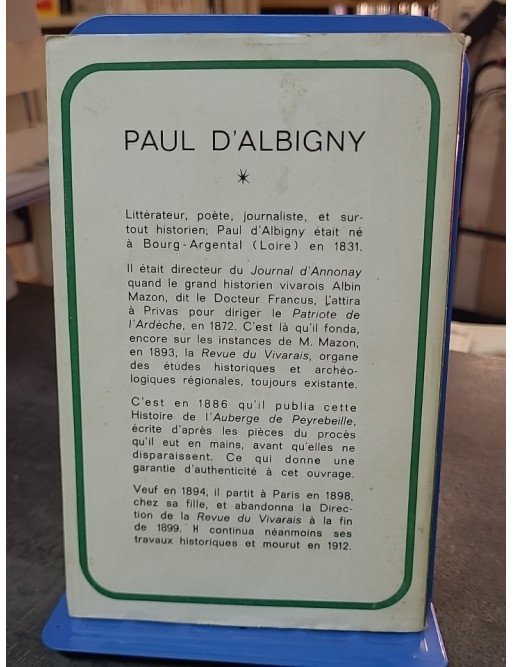 PAUL D'ALBIGNY
*
Littérateur, poète, journaliste, et sur-
tout historien, Paul d'Albigny était né
à Bourg-Argental (Loire) en 1831.
Il était directeur du Journal d'Annonay
quand le grand historien vivarois Albin
Mazon, dit le Docteur Francus, l'attira
à Privas pour diriger le Patriote de
l'Ardèche, en 1872. C'est là qu'il fonda,
encore sur les instances de M. Mazon,
en 1893, la Revue du Vivarais, organe
des études historiques et archéo-
logiques régionales, toujours existante.
C'est en 1886 qu'il publia cette
Histoire de l'Auberge de Peyrebeille,
écrite d'après les pièces du procès
qu'il eut en mains, avant qu'elles ne
disparaissent. Ce qui donne une
garantie d'authenticité à cet ouvrage.
Veuf en 1894, il partit à Paris en 1898,
chez sa fille, et abandonna la Direc-
tion de la Revue du Vivarais à la fin
de 1899. Il continua néanmoins ses
travaux historiques et mourut en 1912.